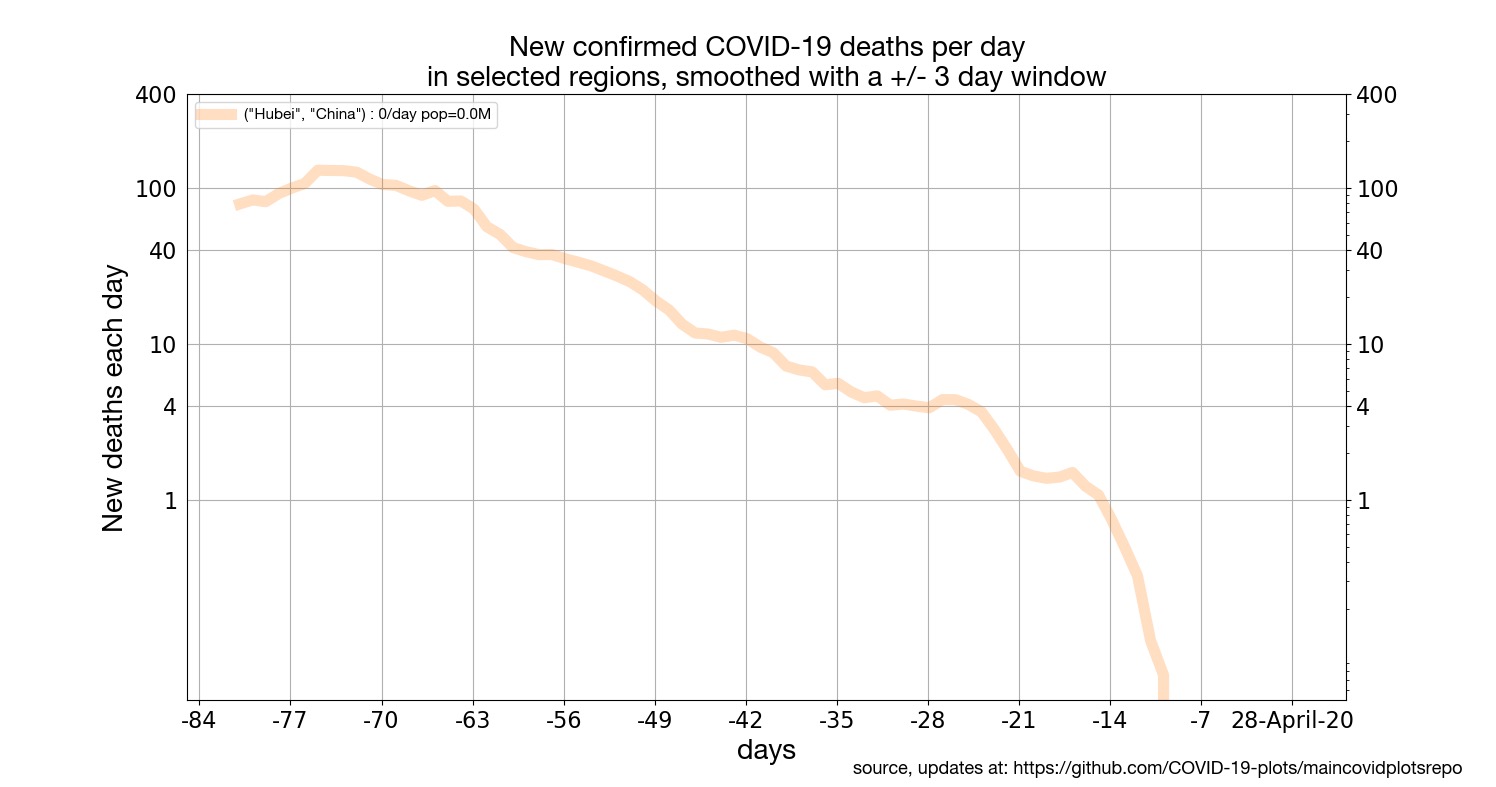 New confirmed COVID-19 deaths per day
in selected regions, smoothed with a +/- 3 day window
("Hubei", "China") : 0/day pop=0.0M
New deaths each day
400
100
40
10
4
1
400
100
40
10
4
1
-84 -77 -70 -63 -56 -49 -42 -35 -28 -21 -14 -7 28-April-20
days
source, updates at: https://github.com/COVID-19-plots/maincovidplotsrepo